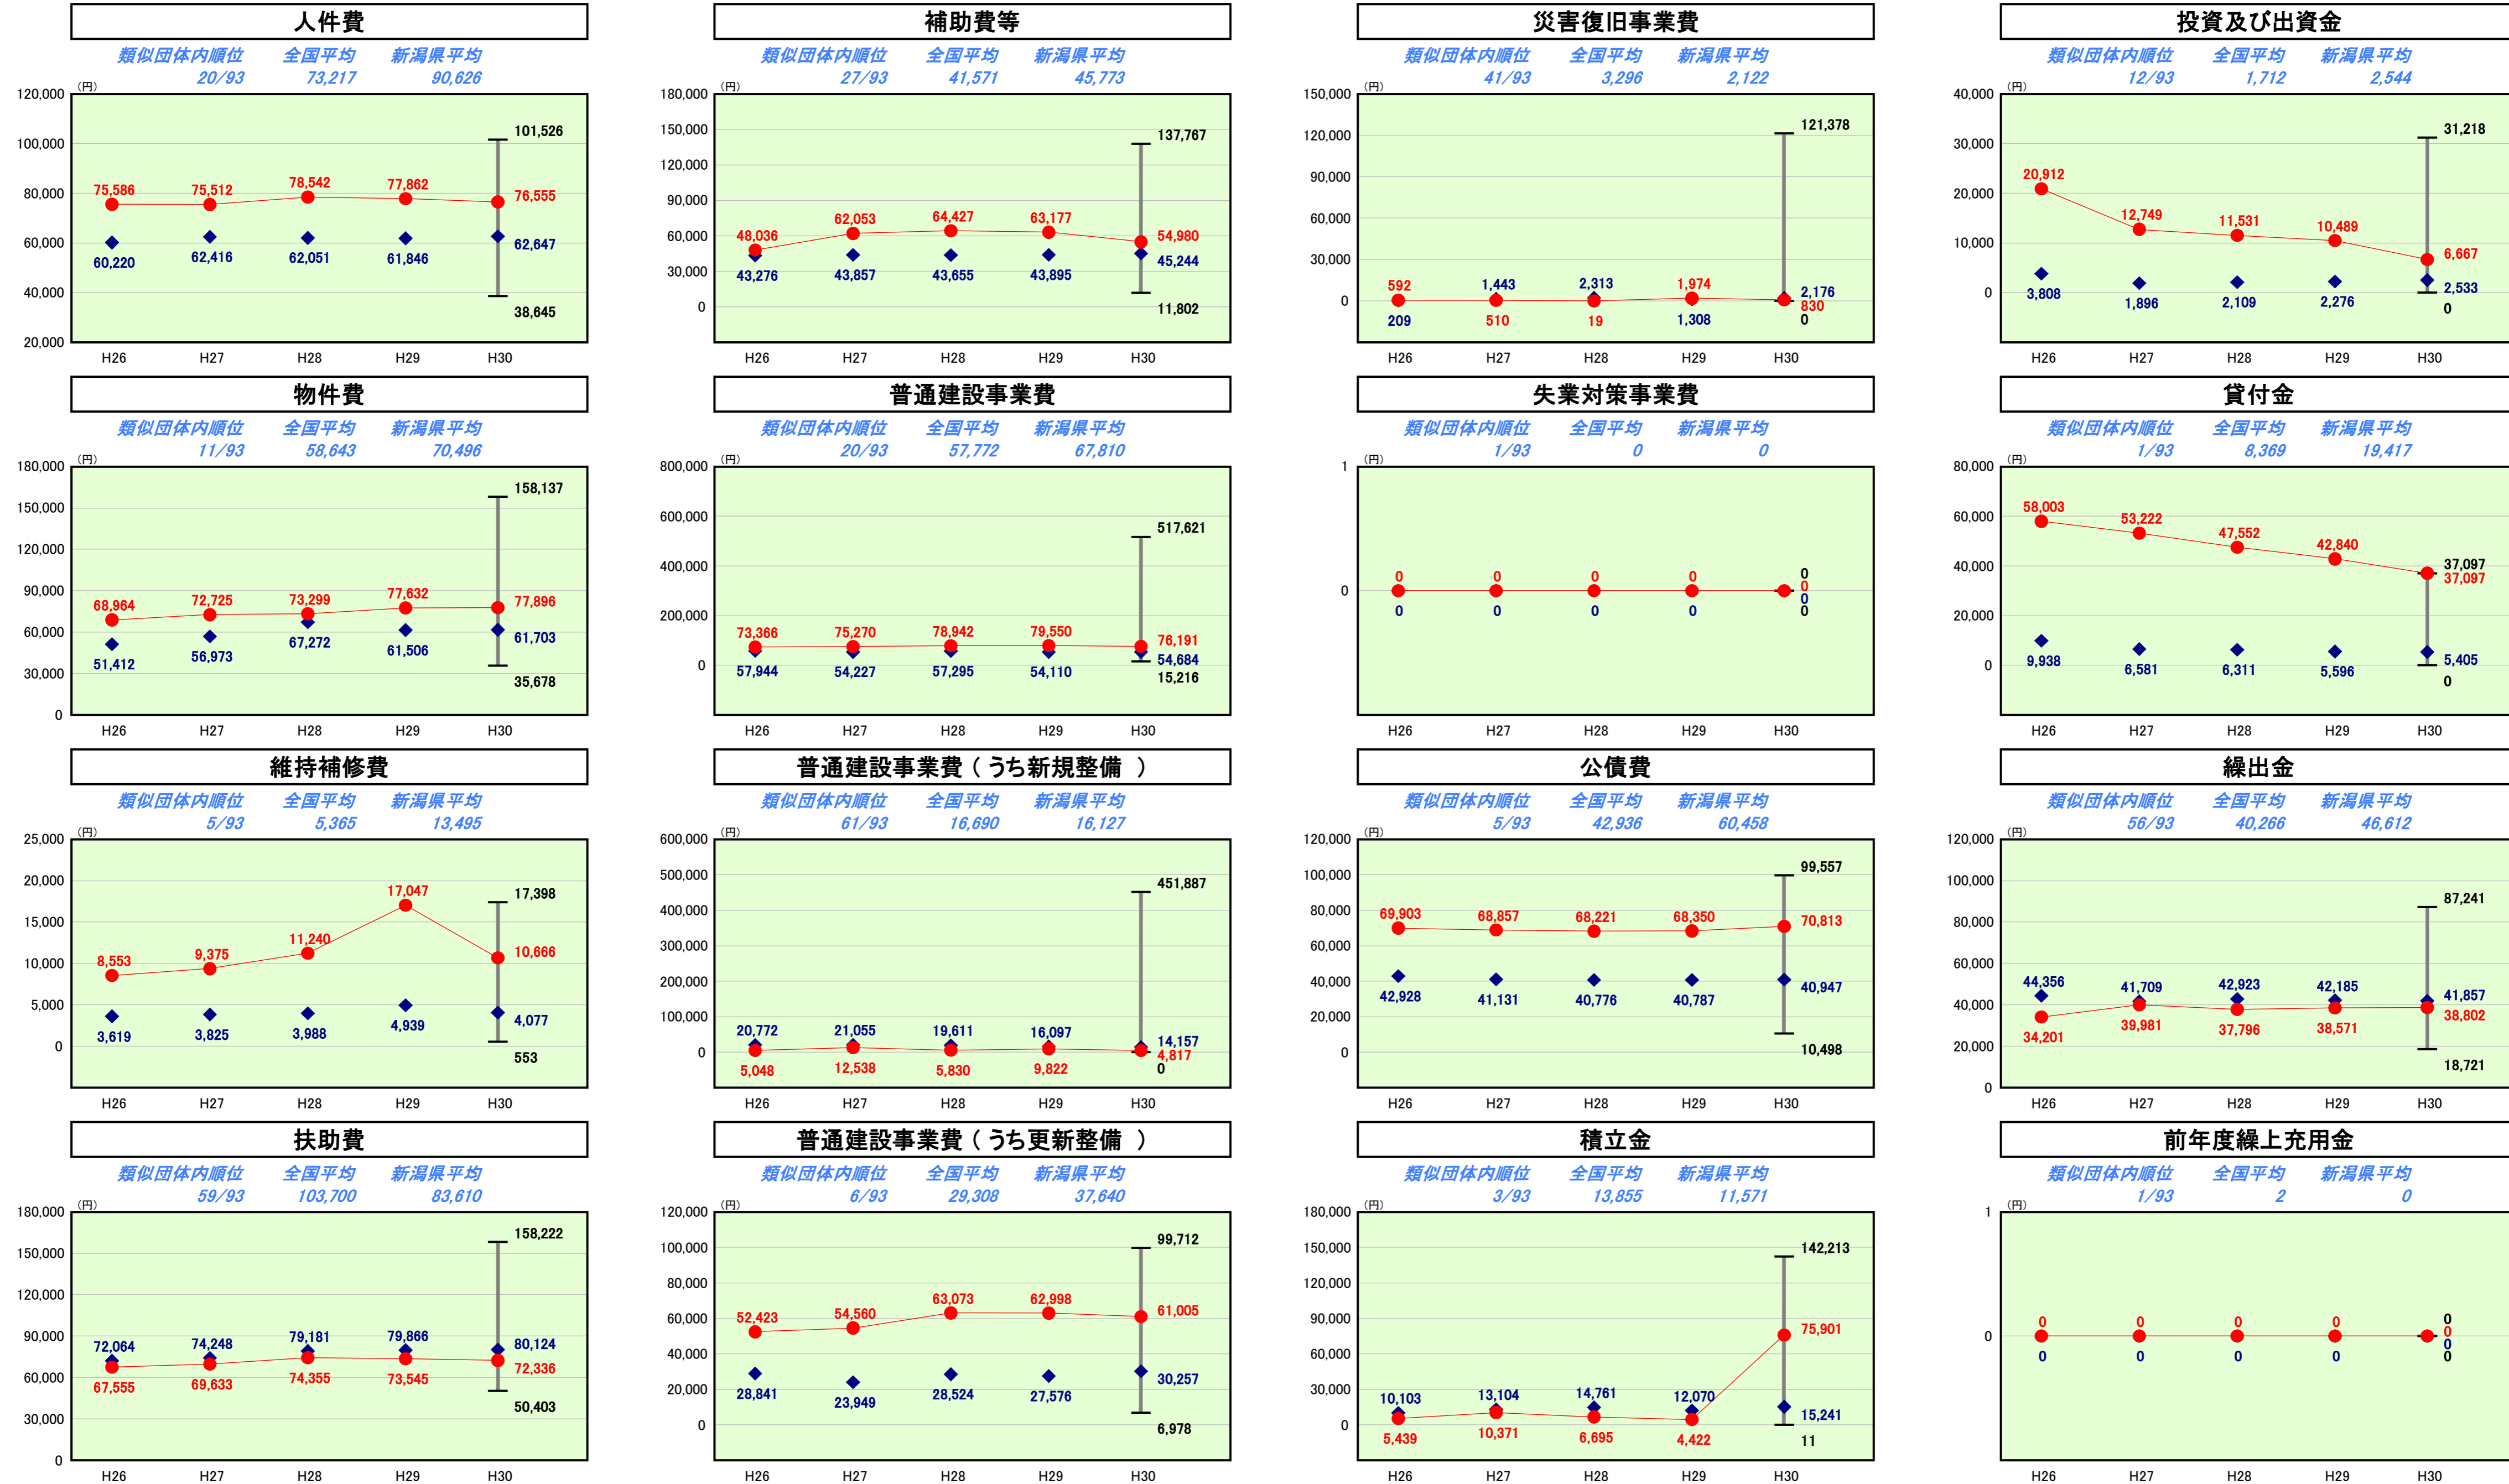 人件費
類似団体内順位 全国平均 新潟県平均
20/93 73,217 90,626
(円)
120,000
100,000
80,000
60,000
40,000
20,000
101,526
75,586 75,512 78,542 77,862 76,555
60,220 62,416 62,051 61,846 62,647
38,645
H26 H27 H28 H29 H30
補助費等
類似団体内順位 全国平均 新潟県平均
27/93 41,571 45,773
(円)
180,000
150,000
120,000
90,000
60,000
30,000
0
137,767
48,036 62,053 64,427 63,177 54,980
43,276 43,857 43,655 43,895 45,244
11,802
H26 H27 H28 H29 H30
災害復旧事業費
類似団体内順位 全国平均 新潟県平均
41/93 3,296 2,122
(円)
150,000
120,000
90,000
60,000
30,000
0
121,378
592 1,443 2,313 1,974 2,176
830
209 510 19 1,308 0
H26 H27 H28 H29 H30
投資及び出資金
類似団体内順位 全国平均 新潟県平均
12/93 1,712 2,544
(円)
40,000
30,000
20,000
10,000
0
31,218
20,912 12,749 11,531 10,489 6,667
3,808 1,896 2,109 2,276 2,533
0
H26 H27 H28 H29 H30
物件費
類似団体内順位 全国平均 新潟県平均
11/93 58,643 70,496
(円)
180,000
150,000
120,000
90,000
60,000
30,000
0
158,137
68,964 72,725 73,299 77,632 77,896
51,412 56,973 67,272 61,506 61,703
35,678
H26 H27 H28 H29 H30
普通建設事業費
類似団体内順位 全国平均 新潟県平均
20/93 57,772 67,810
(円)
800,000
600,000
400,000
200,000
0
517,621
73,366 75,270 78,942 79,550 76,191
57,944 54,227 57,295 54,110 54,684
15,216
H26 H27 H28 H29 H30
失業対策事業費
類似団体内順位 全国平均 新潟県平均
1/93 0 0
(円)
1
0
0
0 0 0 0 0
0 0 0 0 0
0
H26 H27 H28 H29 H30
貸付金
類似団体内順位 全国平均 新潟県平均
1/93 8,369 19,417
(円)
80,000
60,000
40,000
20,000
0
37,097
58,003 53,222 47,552 42,840 37,097
9,938 6,581 6,311 5,596 5,405
0
H26 H27 H28 H29 H30
維持補修費
類似団体内順位 全国平均 新潟県平均
5/93 5,365 13,495
(円)
25,000
20,000
15,000
10,000
5,000
0
17,398
8,553 9,375 11,240 17,047 10,666
3,619 3,825 3,988 4,939 4,077
553
H26 H27 H28 H29 H30
普通建設事業費（うち新規整備 ）
類似団体内順位 全国平均 新潟県平均
61/93 16,690 16,127
(円)
600,000
500,000
400,000
300,000
200,000
100,000
0
451,887
20,772 21,055 19,611 16,097 14,157
5,048 12,538 5,830 9,822 4,817
0
H26 H27 H28 H29 H30
公債費
類似団体内順位 全国平均 新潟県平均
5/93 42,936 60,458
(円)
120,000
100,000
80,000
60,000
40,000
20,000
0
99,557
69,903 68,857 68,221 68,350 70,813
42,928 41,131 40,776 40,787 40,947
10,498
H26 H27 H28 H29 H30
繰出金
類似団体内順位 全国平均 新潟県平均
56/93 40,266 46,612
(円)
120,000
100,000
80,000
60,000
40,000
20,000
0
87,241
44,356 41,709 42,923 42,185 41,857
34,201 39,981 37,796 38,571 38,802
18,721
H26 H27 H28 H29 H30
扶助費
類似団体内順位 全国平均 新潟県平均
59/93 103,700 83,610
(円)
180,000
150,000
120,000
90,000
60,000
30,000
0
158,222
72,064 74,248 79,181 79,866 80,124
67,555 69,633 74,355 73,545 72,336
50,403
H26 H27 H28 H29 H30
普通建設事業費（うち更新整備 ）
類似団体内順位 全国平均 新潟県平均
6/93 29,308 37,640
(円)
120,000
100,000
80,000
60,000
40,000
20,000
0
99,712
52,423 54,560 63,073 62,998 61,005
28,841 23,949 28,524 27,576 30,257
6,978
H26 H27 H28 H29 H30
積立金
類似団体内順位 全国平均 新潟県平均
3/93 13,855 11,571
(円)
180,000
150,000
120,000
90,000
60,000
30,000
0
142,213
75,901
10,103 13,104 14,761 12,070 15,241
5,439 10,371 6,695 4,422
11
H26 H27 H28 H29 H30
前年度繰上充用金
類似団体内順位 全国平均 新潟県平均
1/93 2 0
(円)
1
0
0
0 0 0 0 0
0 0 0 0 0
0
H26 H27 H28 H29 H30